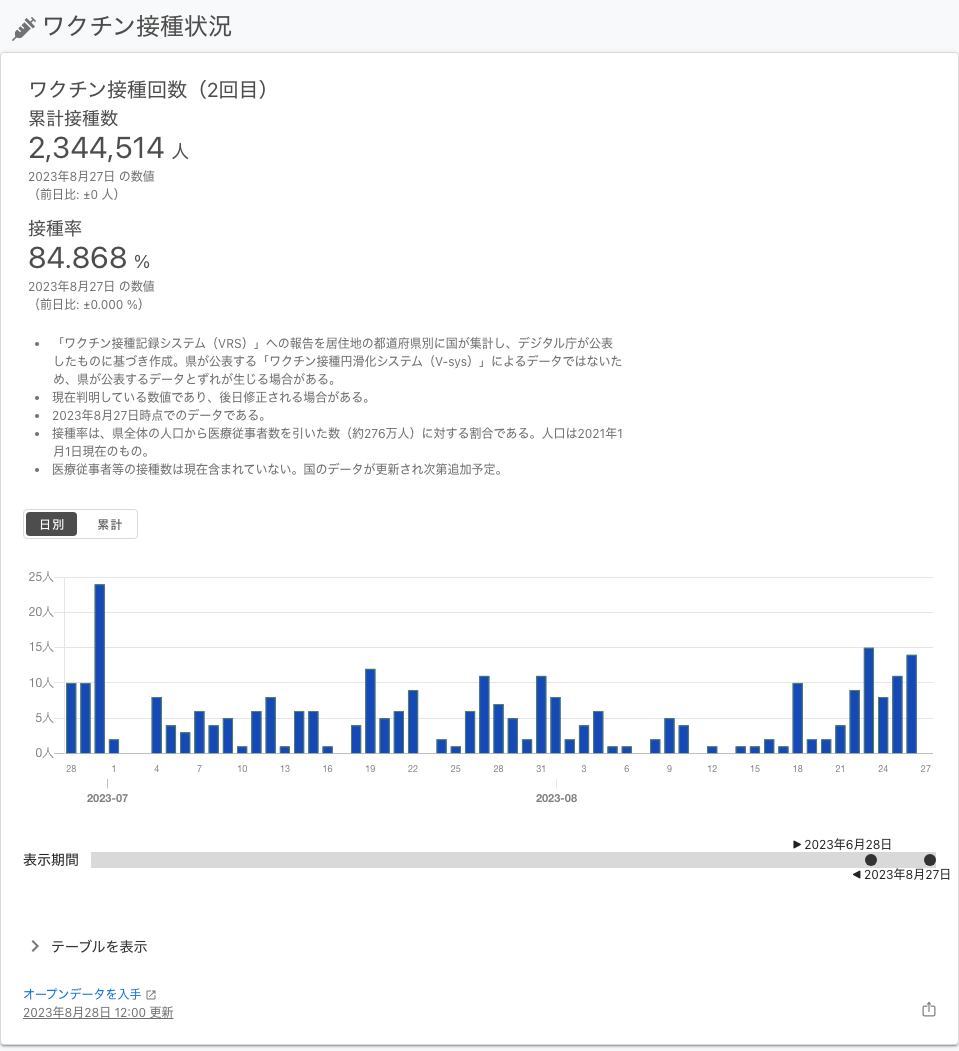 ワクチン接種状況
ワクチン接種回数（2回目）
累計接種数
2,344,514 人
2023年8月27日 の数値
（前日比: ±0 人）
接種率
84.868 %
2023年8月27日 の数値
（前日比: ±0.000 %）
• 「ワクチン接種記録システム（VRS）」への報告を居住地の都道府県別に国が集計し、デジタル庁が公表
したものに基づき作成。県が公表する「ワクチン接種円滑化システム（V-sys）」によるデータではないた
め、県が公表するデータとずれが生じる場合がある。
• 現在判明している数値であり、後日修正される場合がある。
• 2023年8月27日時点でのデータである。
• 接種率は、県全体の人口から医療従事者数を引いた数（約276万人）に対する割合である。人口は2021年1
月1日現在のもの。
• 医療従事者等の接種数は現在含まれていない。国のデータが更新され次第追加予定。
日別 累計
25人
20人
15人
10人
5人
0人
28 1 4 7 10 13 16 19 22 25 28 31 3 6 9 12 15 18 21 24 27
2023-07 2023-08
▶ 2023年6月28日
表示期間
◀ 2023年8月27日
テーブルを表示
オープンデータを入手
2023年8月28日 12:00 更新